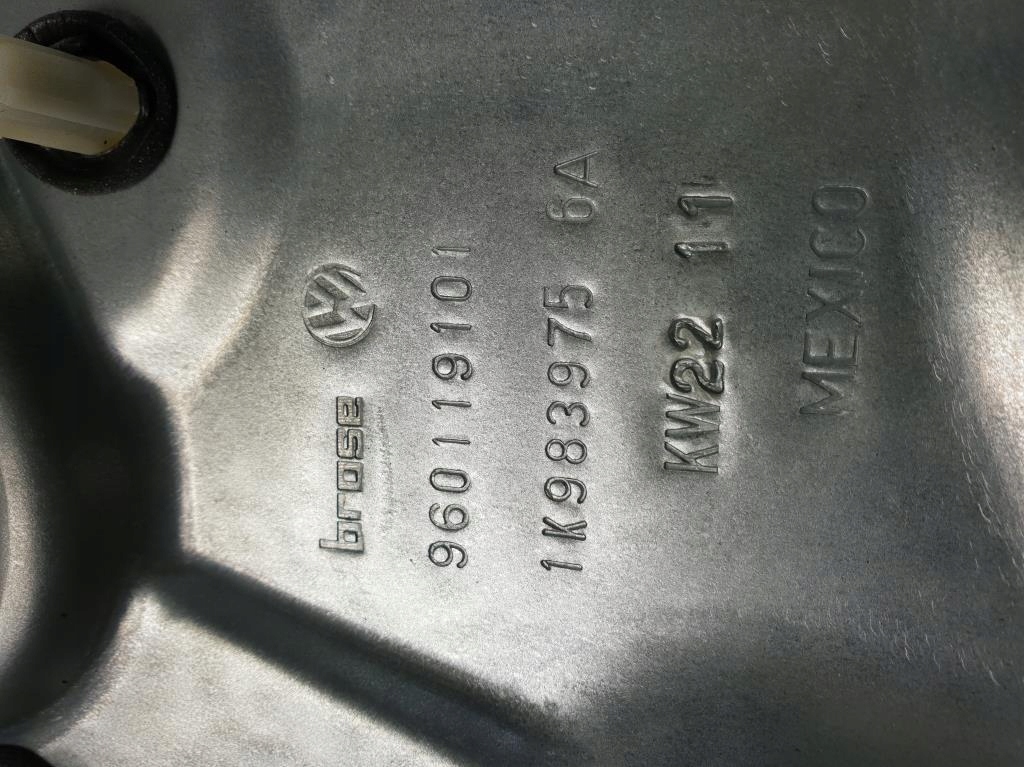 brose
960119101
1K983975 6A
KW22 11
MEXICO